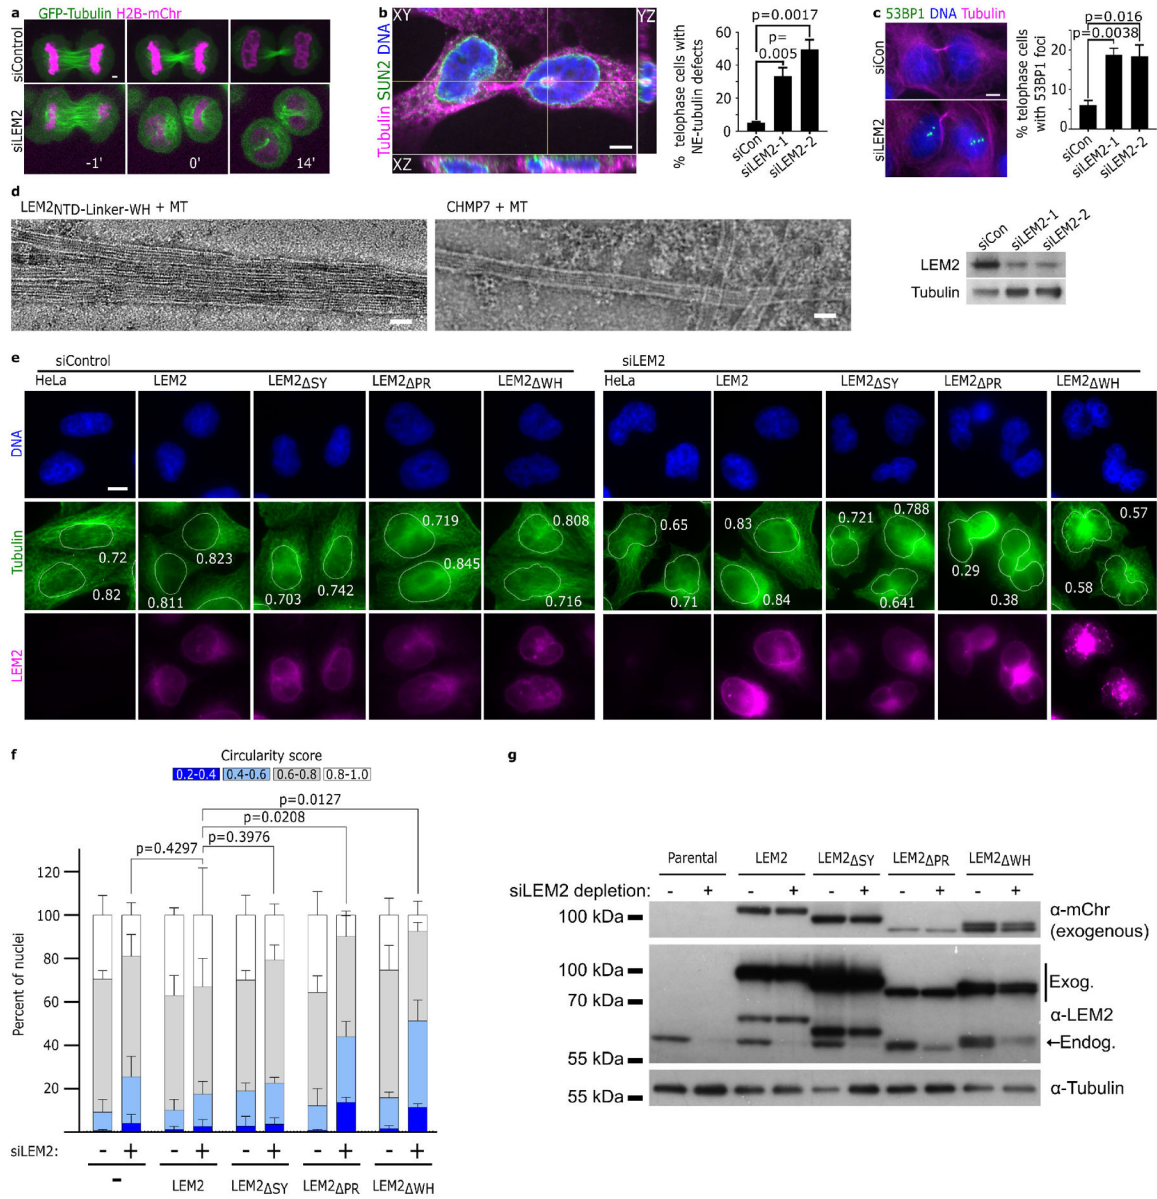 a
GFP-Tubulin H2B-mChr
siControl
siLEM2
-1'
0'
14'
b
XY
YZ
XZ
Tubulin SUN2 DNA
p=0.0017
p=
0.005
% telophase cells with
NE-tubulin defects
60
40
20
0
siCon
siLEM2-1
siLEM2-2
c
53BP1 DNA Tubulin
siCon
siLEM2
p=0.016
p=0.0038
% telophase cells
with 53BP1 foci
25
20
15
10
5
0
siCon
siLEM2-1
siLEM2-2
d
LEM2NTD-Linker-WH + MT
CHMP7 + MT
siCon
siLEM2-1
siLEM2-2
LEM2
Tubulin
e
siControl
siLEM2
HeLa LEM2 LEM2ΔSY LEM2ΔPR LEM2ΔWH
HeLa LEM2 LEM2ΔSY LEM2ΔPR LEM2ΔWH
DNA
Tubulin
0.72
0.82
0.823
0.811
0.703
0.742
0.719
0.845
0.808
0.716
0.65
0.71
0.83
0.84
0.721
0.788
0.641
0.29
0.38
0.57
0.58
LEM2
f
Circularity score
0.2-0.4 0.4-0.6 0.6-0.8 0.8-1.0
p=0.0127
p=0.0208
p=0.3976
p=0.4297
Percent of nuclei
120
100
80
60
40
20
siLEM2: - + - + - + - + - +
- LEM2 LEM2ΔSY LEM2ΔPR LEM2ΔWH
g
Parental LEM2 LEM2ΔSY LEM2ΔPR LEM2ΔWH
siLEM2 depletion: - + - + - + - + - +
100 kDa
α-mChr
(exogenous)
100 kDa
70 kDa
55 kDa
Exog.
α-LEM2
←Endog.
55 kDa
α-Tubulin